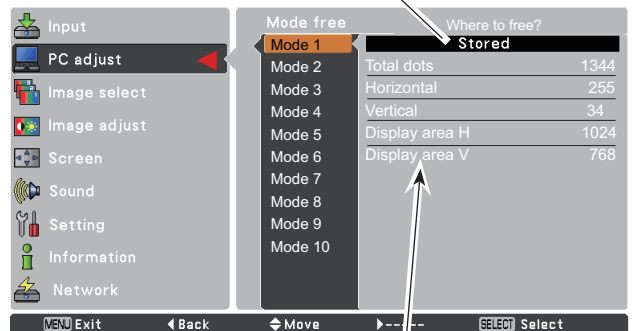 Input
PC adjust
Image select
Image adjust
Screen
Sound
Setting
Information
Network
Mode free
Mode 1
Mode 2
Mode 3
Mode 4
Mode 5
Mode 6
Mode 7
Mode 8
Mode 9
Mode 10
Where to free?
Stored
Total dots 1344
Horizontal 255
Vertical 34
Display area H 1024
Display area V 768
MENU Exit Back Move ----- SELECT Select